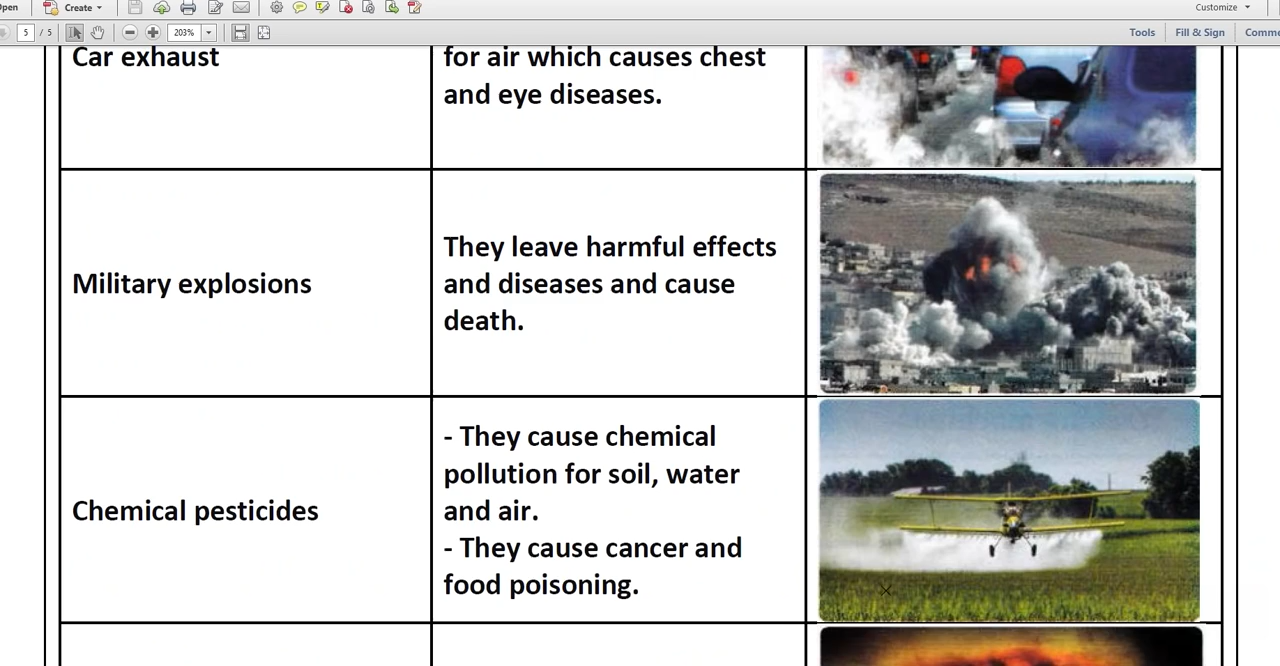 Open Create Customize
5 / 5 203% Tools Fill & Sign
Car exhaust
for air which causes chest
and eye diseases.
Military explosions
They leave harmful effects
and diseases and cause
death.
Chemical pesticides
- They cause chemical
pollution for soil, water
and air.
- They cause cancer and
food poisoning.